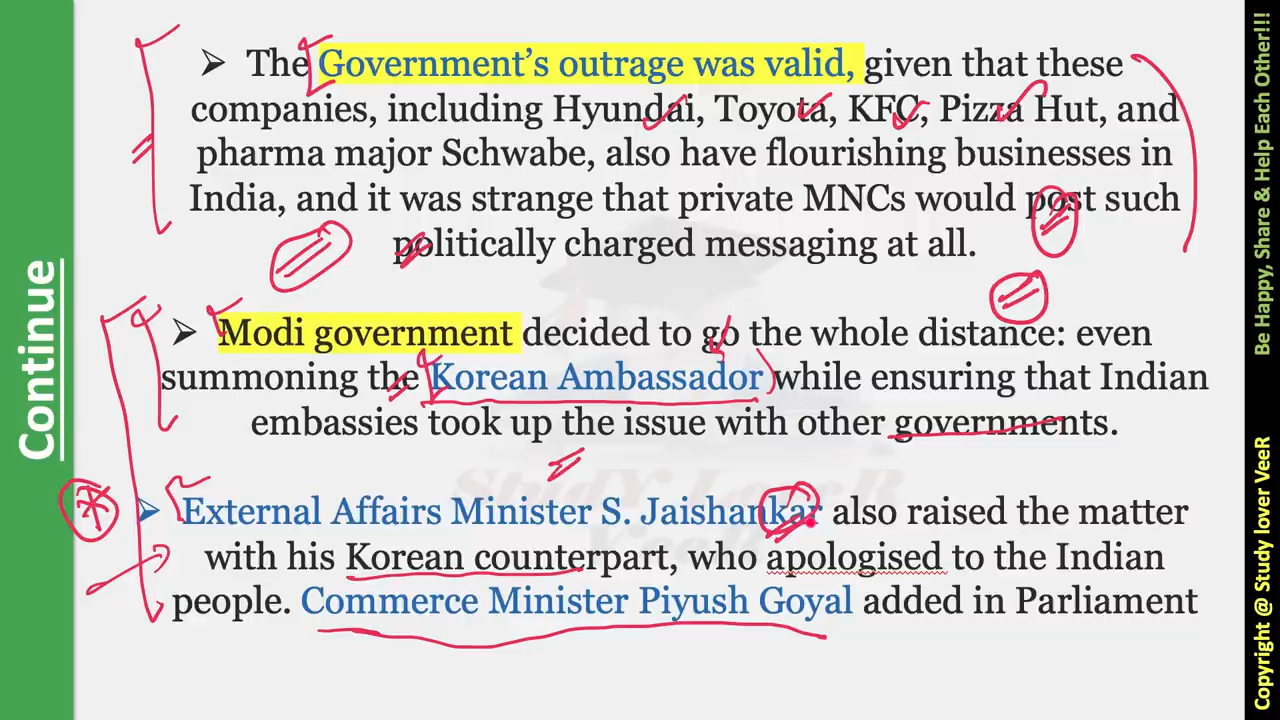 Continue
➤ The Government's outrage was valid, given that these
companies, including Hyundai, Toyota, KFC, Pizza Hut, and
pharma major Schwabe, also have flourishing businesses in
India, and it was strange that private MNCs would post such
politically charged messaging at all.
➤ Modi government decided to go the whole distance: even
summoning the Korean Ambassador while ensuring that Indian
embassies took up the issue with other governments.
➤ External Affairs Minister S. Jaishankar also raised the matter
with his Korean counterpart, who apologised to the Indian
people. Commerce Minister Piyush Goyal added in Parliament
StudY LoveR
VeeR
Be Happy, Share & Help Each Other!!!
Copyright @ Study lover VeeR